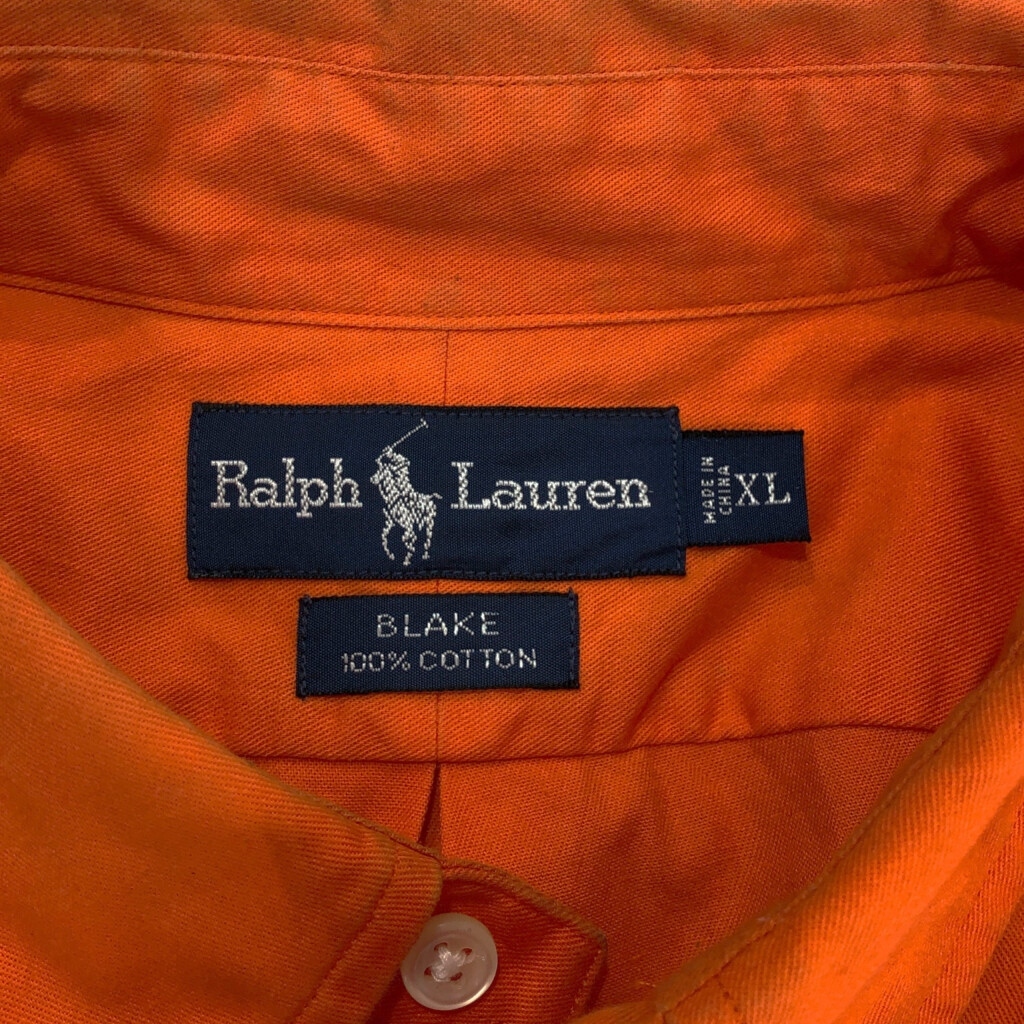 Ralph Lauren
MADE IN
CHINA
XL
BLAKE
100% COTTON